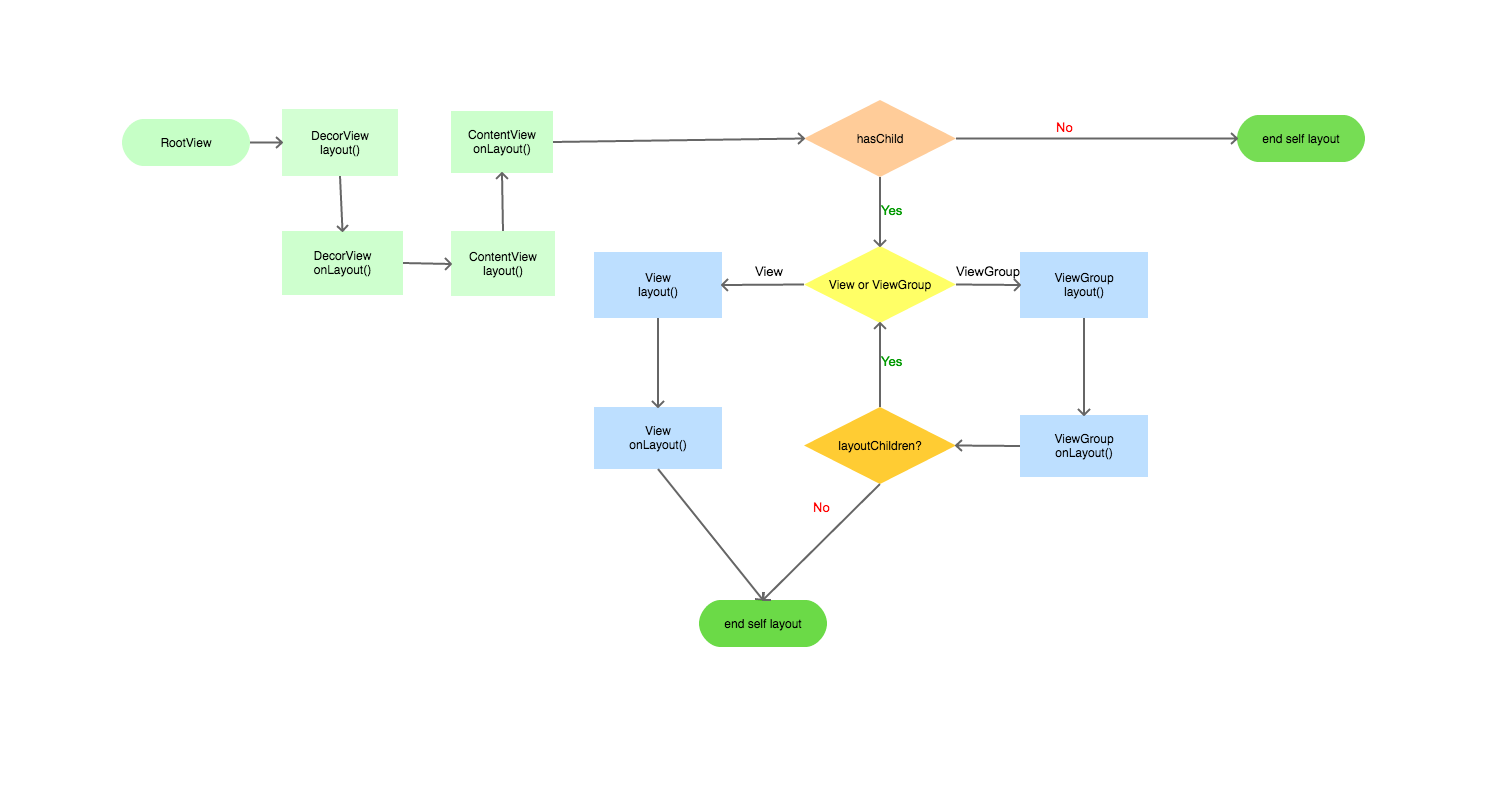 RootView
DecorView
layout()
DecorView
onLayout()
ContentView
layout()
ContentView
onLayout()
hasChild
No
end self layout
Yes
View or ViewGroup
View
View
layout()
View
onLayout()
ViewGroup
ViewGroup
layout()
ViewGroup
onLayout()
layoutChildren?
Yes
No
end self layout